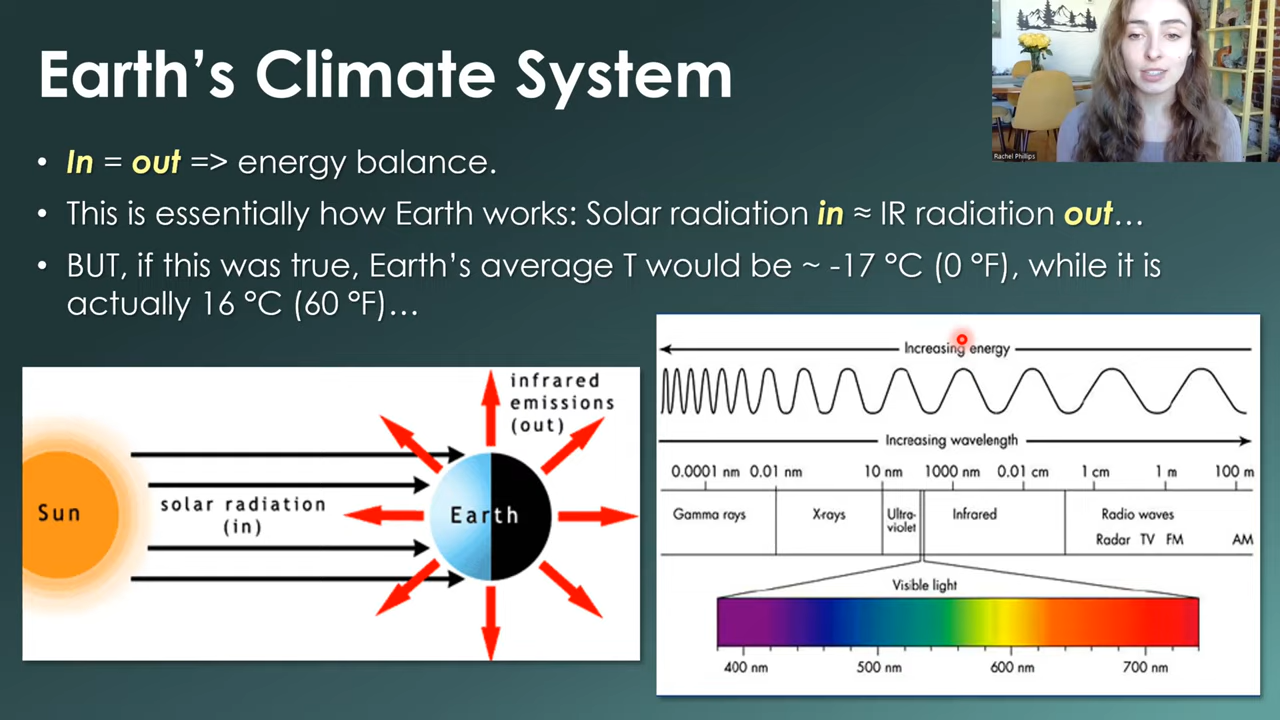 Earth's Climate System
Rachel Phillips
• In = out => energy balance.
• This is essentially how Earth works: Solar radiation in ≈ IR radiation out…
• BUT, if this was true, Earth's average T would be ~ -17 °C (0 °F), while it is
actually 16 °C (60 °F)…
infrared
emissions
(out)
Sun
solar radiation
(in)
Earth
Increasing energy
Increasing wavelength
0.0001 nm 0.01 nm 10 nm 1000 nm 0.01 cm 1 cm 1 m 100 m
Gamma rays X-rays Ultra-
violet Infrared Radio waves
Radar TV FM AM
Visible light
400 nm 500 nm 600 nm 700 nm